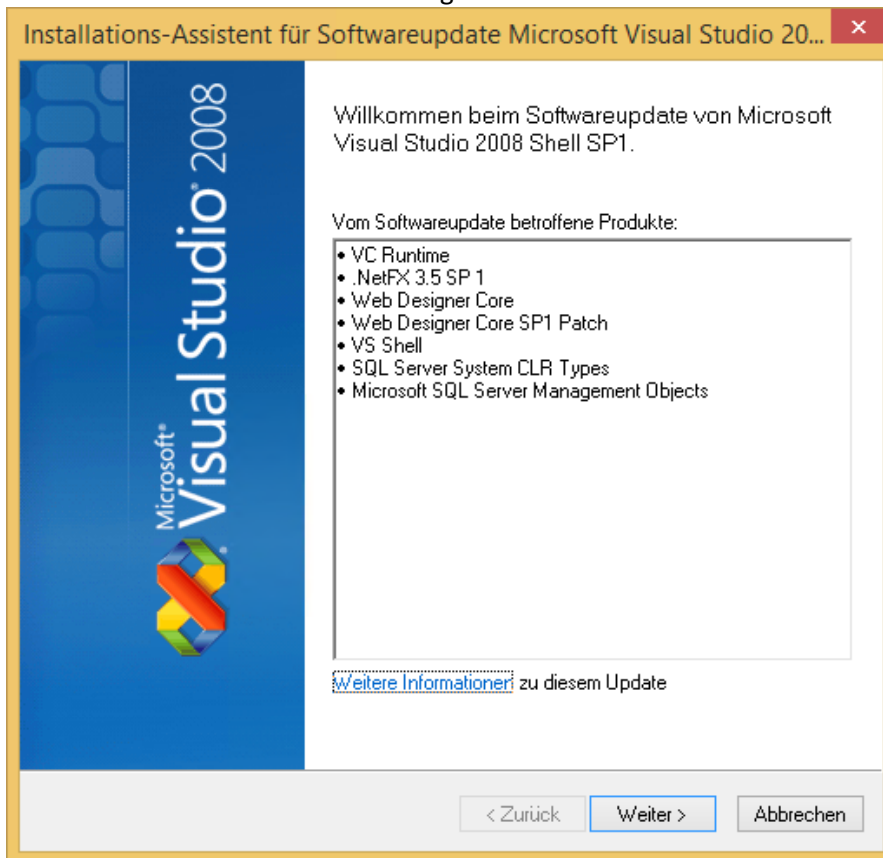 Installations-Assistent für Softwareupdate Microsoft Visual Studio 20...
Microsoft®
Visual Studio® 2008
Willkommen beim Softwareupdate von Microsoft
Visual Studio 2008 Shell SP1.
Vom Softwareupdate betroffene Produkte:
• VC Runtime
• .NetFX 3.5 SP 1
• Web Designer Core
• Web Designer Core SP1 Patch
• VS Shell
• SQL Server System CLR Types
• Microsoft SQL Server Management Objects
Weitere Informationen zu diesem Update
< Zurück Weiter > Abbrechen